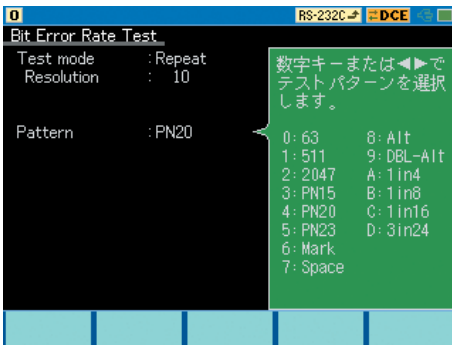 0 RS-232C DCE
Bit Error Rate Test
Test mode :Repeat
Resolution : 10
Pattern :PN20
数字キーまたは◀▶で
テストパターンを選択
します。
0:63 8:Alt
1:511 9:DBL-Alt
2:2047 A:1in4
3:PN15 B:1in8
4:PN20 C:1in16
5:PN23 D:3in24
6:Mark
7:Space